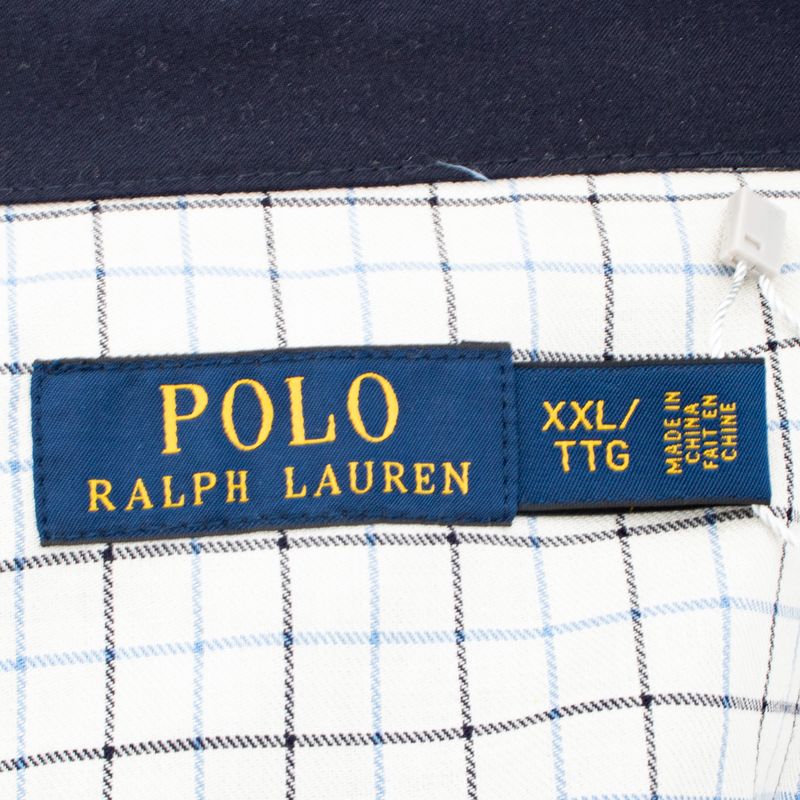 POLO
RALPH LAUREN
XXL/
TTG
MADE IN
CHINA
FAIT EN
CHINE